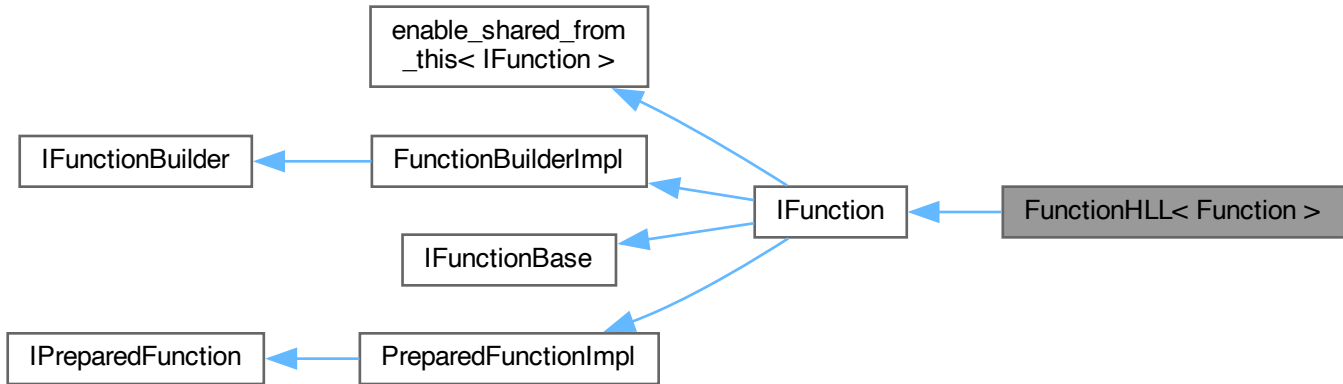 enable_shared_from
_this< IFunction >
IFunctionBuilder
FunctionBuilderImpl
IFunction
FunctionHLL< Function >
IFunctionBase
IPreparedFunction
PreparedFunctionImpl